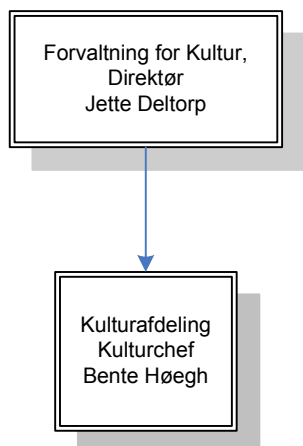 Forvaltning for Kultur,
Direktør
Jette Deltorp
Kulturafdeling
Kulturchef
Bente Høegh